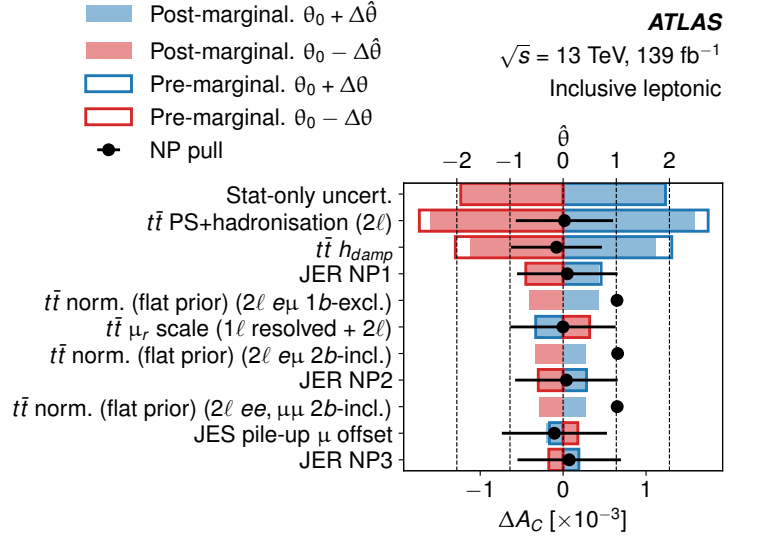 Post-marginal. θ₀ + Δθ̂
Post-marginal. θ₀ − Δθ̂
Pre-marginal. θ₀ + Δθ
Pre-marginal. θ₀ − Δθ
NP pull
ATLAS
√s = 13 TeV, 139 fb⁻¹
Inclusive leptonic
θ̂
−2 −1 0 1 2
Stat-only uncert.
tt̄ PS+hadronisation (2ℓ)
tt̄ h_damp
JER NP1
tt̄ norm. (flat prior) (2ℓ eμ 1b-excl.)
tt̄ μᵣ scale (1ℓ resolved + 2ℓ)
tt̄ norm. (flat prior) (2ℓ eμ 2b-incl.)
JER NP2
tt̄ norm. (flat prior) (2ℓ ee, μμ 2b-incl.)
JES pile-up μ offset
JER NP3
−1 0 1
ΔA_C [×10⁻³]